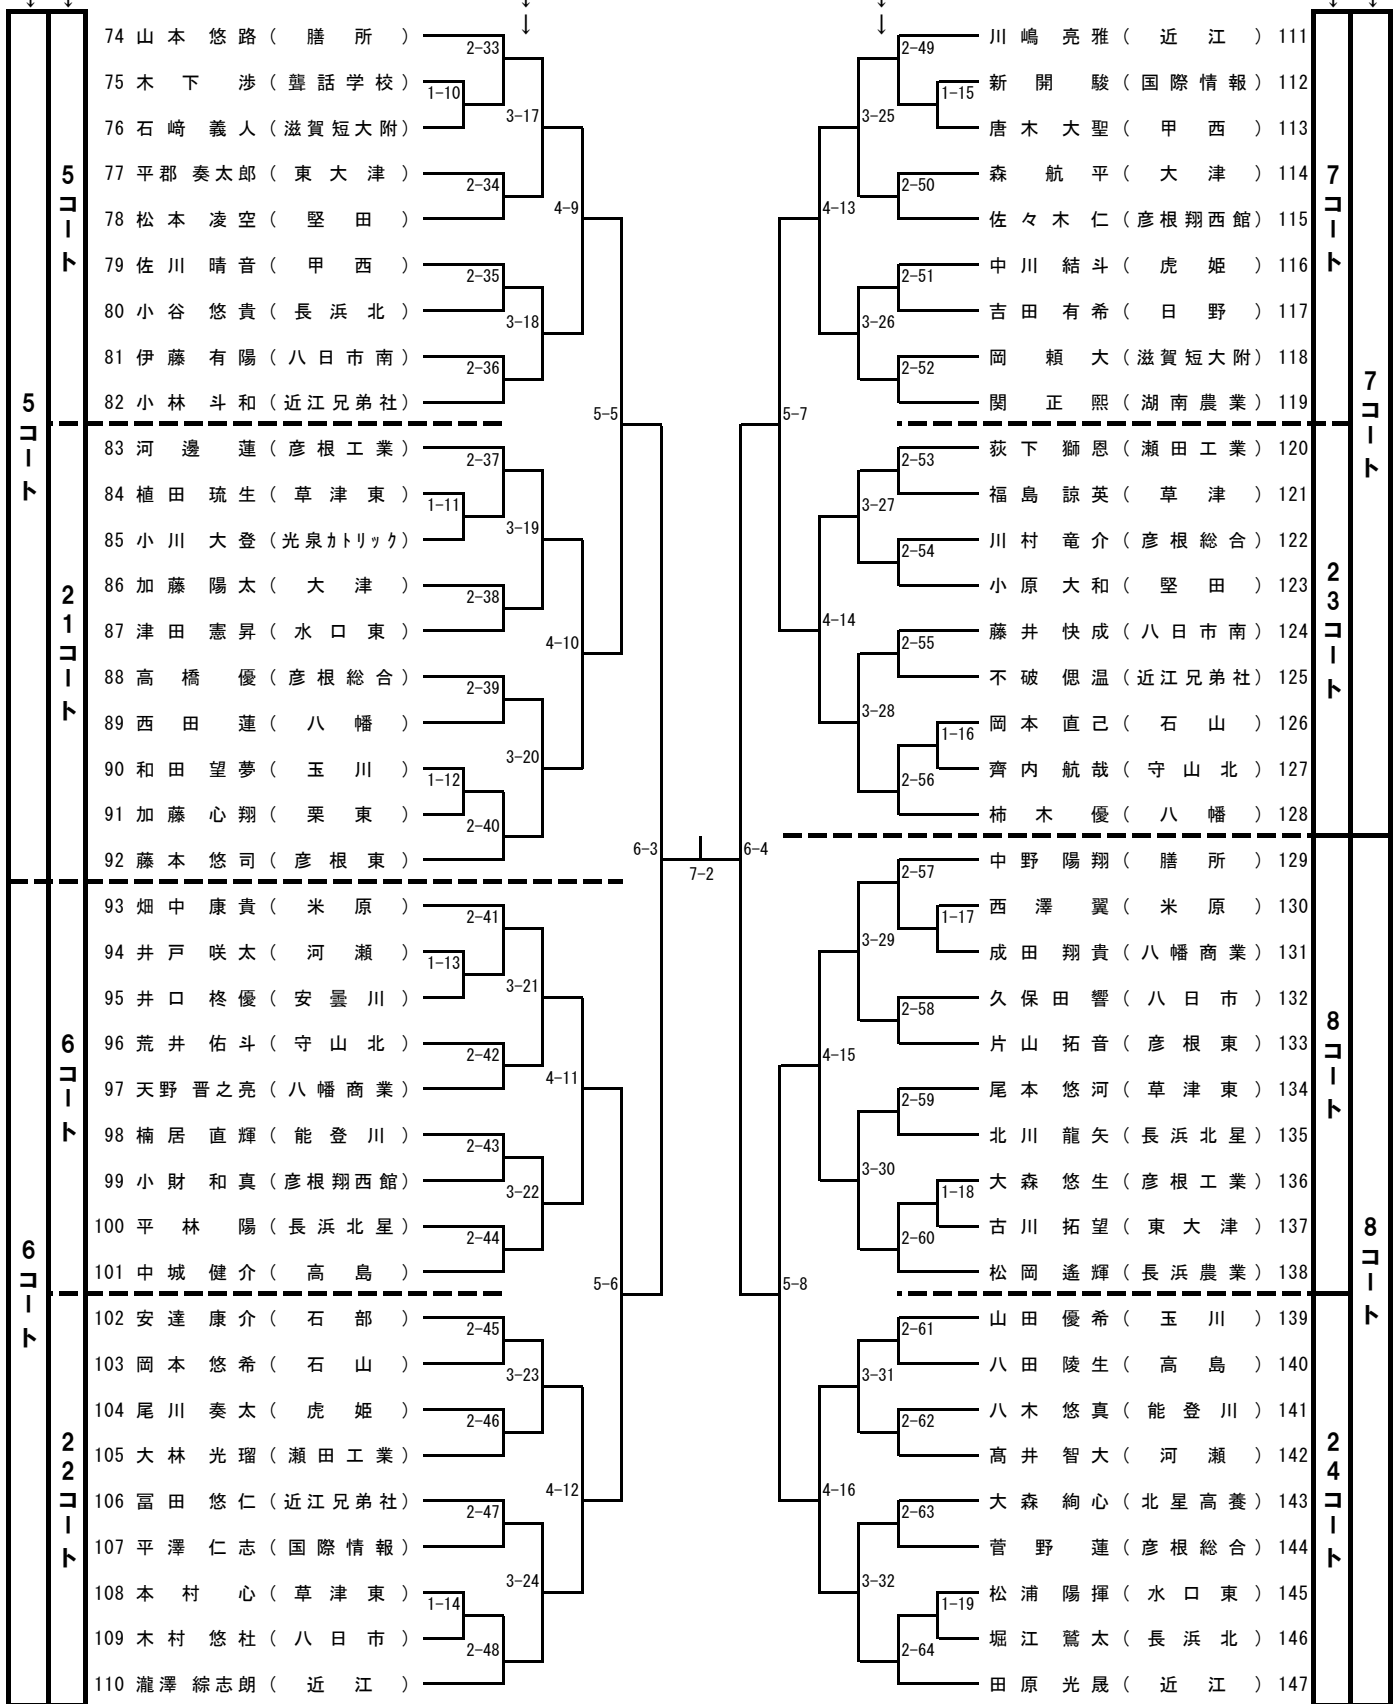 74 山本 悠路 ( 膳所 )
75 木下 渉 ( 聾話学校 )
76 石﨑 義人 ( 滋賀短大附 )
77 平郡 奏太郎 ( 東大津 )
78 松本 凌空 ( 堅田 )
79 佐川 晴音 ( 甲西 )
80 小谷 悠貴 ( 長浜北 )
81 伊藤 有陽 ( 八日市南 )
82 小林 斗和 ( 近江兄弟社 )
83 河邊 蓮 ( 彦根工業 )
84 植田 琉生 ( 草津東 )
85 小川 大登 ( 光泉カトリック )
86 加藤 陽太 ( 大津 )
87 津田 憲昇 ( 水口東 )
88 高橋 優 ( 彦根総合 )
89 西田 蓮 ( 八幡 )
90 和田 望夢 ( 玉川 )
91 加藤 心翔 ( 栗東 )
92 藤本 悠司 ( 彦根東 )
93 畑中 康貴 ( 米原 )
94 井戸 咲太 ( 河瀬 )
95 井口 柊優 ( 安曇川 )
96 荒井 佑斗 ( 守山北 )
97 天野 晋之亮 ( 八幡商業 )
98 楠居 直輝 ( 能登川 )
99 小財 和真 ( 彦根翔西館 )
100 平林 陽 ( 長浜北星 )
101 中城 健介 ( 高島 )
102 安達 康介 ( 石部 )
103 岡本 悠希 ( 石山 )
104 尾川 奏太 ( 虎姫 )
105 大林 光瑠 ( 瀬田工業 )
106 冨田 悠仁 ( 近江兄弟社 )
107 平澤 仁志 ( 国際情報 )
108 本村 心 ( 草津東 )
109 木村 悠杜 ( 八日市 )
110 瀧澤 綜志朗 ( 近江 )
5コート
6コート
5コート
21コート
6コート
22コート
1-10
1-11
1-12
1-13
1-14
2-33
2-34
2-35
2-36
2-37
2-38
2-39
2-40
2-41
2-42
2-43
2-44
2-45
2-46
2-47
2-48
3-17
3-18
3-19
3-20
3-21
3-22
3-23
3-24
4-9
4-10
4-11
4-12
5-5
5-6
6-3
7-2
6-4
5-7
5-8
4-13
4-14
4-15
4-16
3-25
3-26
3-27
3-28
3-29
3-30
3-31
3-32
2-49
2-50
2-51
2-52
2-53
2-54
2-55
2-56
2-57
2-58
2-59
2-60
2-61
2-62
2-63
2-64
1-15
1-16
1-17
1-18
1-19
川嶋 亮雅 ( 近江 ) 111
新開 駿 ( 国際情報 ) 112
唐木 大聖 ( 甲西 ) 113
森 航平 ( 大津 ) 114
佐々木 仁 ( 彦根翔西館 ) 115
中川 結斗 ( 虎姫 ) 116
吉田 有希 ( 日野 ) 117
岡 頼大 ( 滋賀短大附 ) 118
関 正熙 ( 湖南農業 ) 119
荻下 獅恩 ( 瀬田工業 ) 120
福島 諒英 ( 草津 ) 121
川村 竜介 ( 彦根総合 ) 122
小原 大和 ( 堅田 ) 123
藤井 快成 ( 八日市南 ) 124
不破 偲温 ( 近江兄弟社 ) 125
岡本 直己 ( 石山 ) 126
齊内 航哉 ( 守山北 ) 127
柿木 優 ( 八幡 ) 128
中野 陽翔 ( 膳所 ) 129
西澤 翼 ( 米原 ) 130
成田 翔貴 ( 八幡商業 ) 131
久保田 響 ( 八日市 ) 132
片山 拓音 ( 彦根東 ) 133
尾本 悠河 ( 草津東 ) 134
北川 龍矢 ( 長浜北星 ) 135
大森 悠生 ( 彦根工業 ) 136
古川 拓望 ( 東大津 ) 137
松岡 遙輝 ( 長浜農業 ) 138
山田 優希 ( 玉川 ) 139
八田 陵生 ( 高島 ) 140
八木 悠真 ( 能登川 ) 141
髙井 智大 ( 河瀬 ) 142
大森 絢心 ( 北星高養 ) 143
菅野 蓮 ( 彦根総合 ) 144
松浦 陽揮 ( 水口東 ) 145
堀江 鷲太 ( 長浜北 ) 146
田原 光晟 ( 近江 ) 147
7コート
23コート
8コート
24コート
7コート
8コート